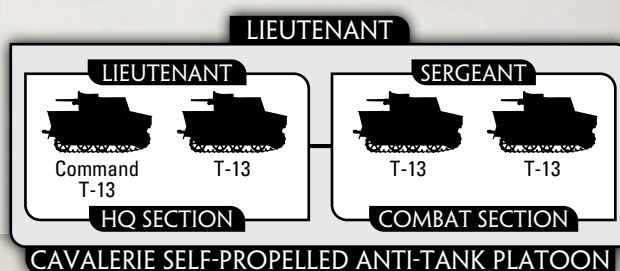 LIEUTENANT
LIEUTENANT
Command
T-13
T-13
HQ SECTION
SERGEANT
T-13
T-13
COMBAT SECTION
CAVALERIE SELF-PROPELLED ANTI-TANK PLATOON